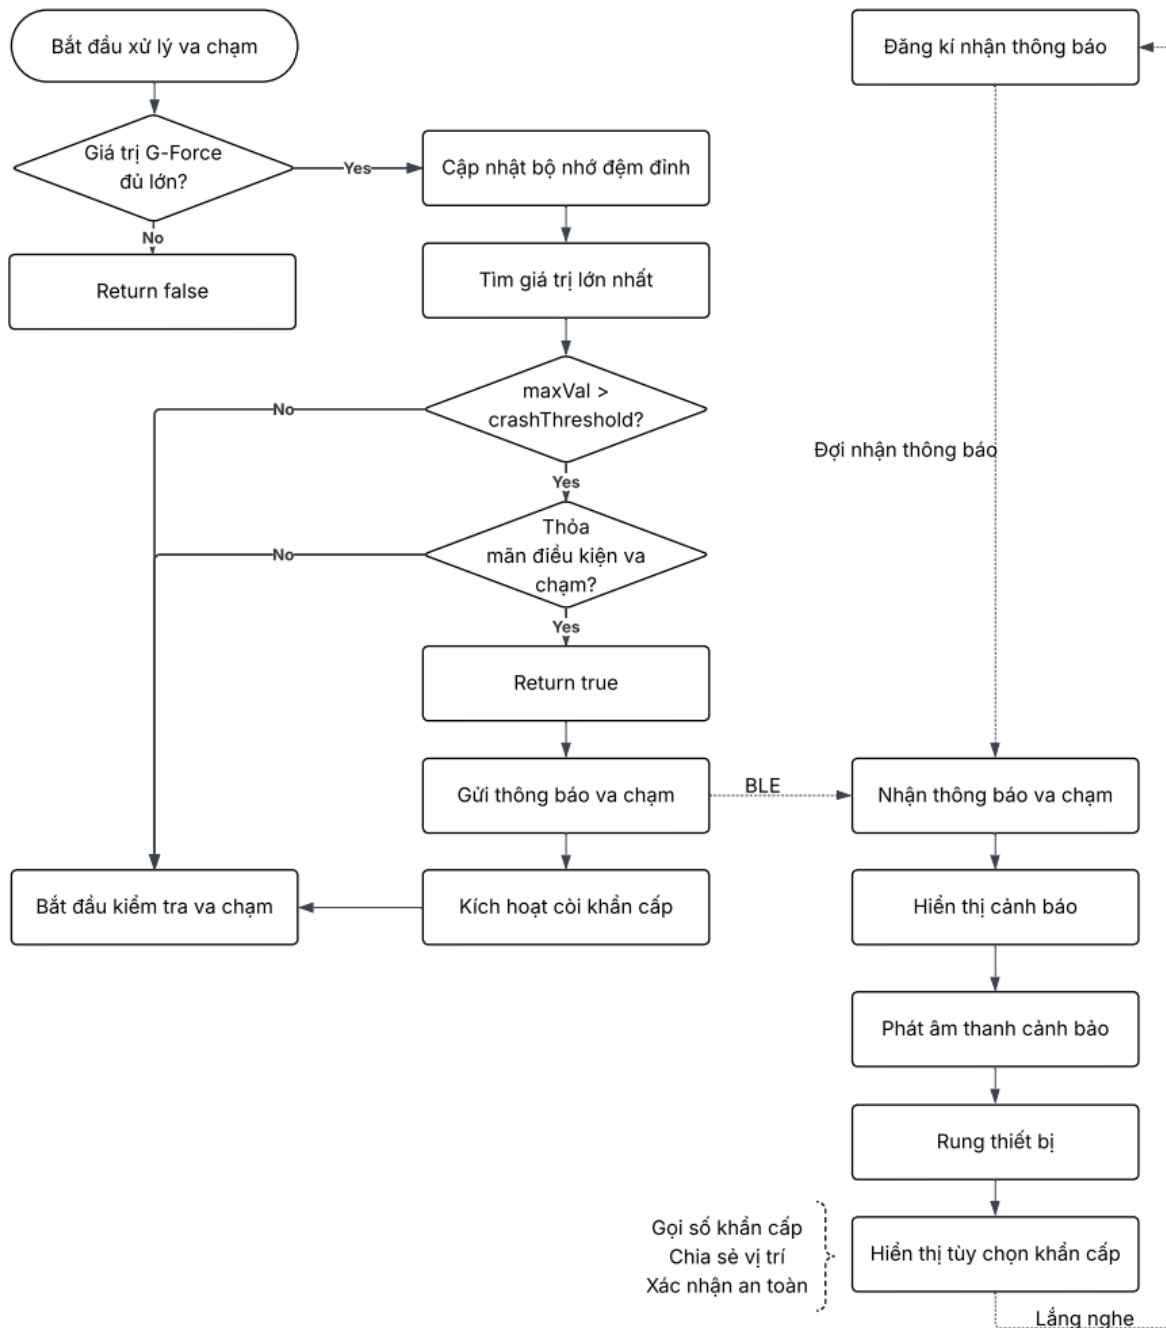 Bắt đầu xử lý va chạm
Giá trị G-Force
đủ lớn?
Yes
No
Return false
Cập nhật bộ nhớ đệm đỉnh
Tìm giá trị lớn nhất
maxVal >
crashThreshold?
No
Yes
Thỏa
mãn điều kiện va
chạm?
No
Yes
Return true
Gửi thông báo va chạm
BLE
Kích hoạt còi khẩn cấp
Bắt đầu kiểm tra va chạm
Đăng kí nhận thông báo
Đợi nhận thông báo
Nhận thông báo va chạm
Hiển thị cảnh báo
Phát âm thanh cảnh bảo
Rung thiết bị
Gọi số khẩn cấp
Chia sẻ vị trí
Xác nhận an toàn
Hiển thị tùy chọn khẩn cấp
Lắng nghe